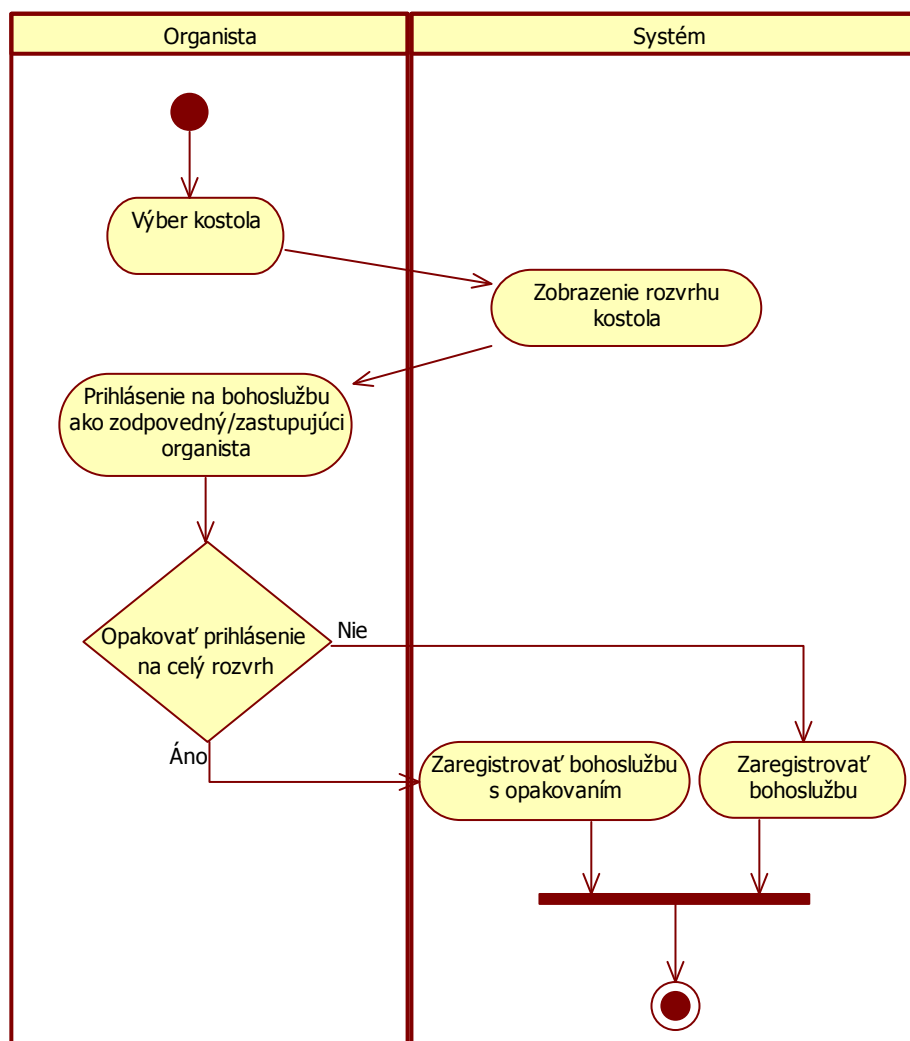 Organista
Systém
Výber kostola
Zobrazenie rozvrhu
kostola
Prihlásenie na bohoslužbu
ako zodpovedný/zastupujúci
organista
Opakovať prihlásenie
na celý rozvrh
Nie
Áno
Zaregistrovať bohoslužbu
s opakovaním
Zaregistrovať
bohoslužbu